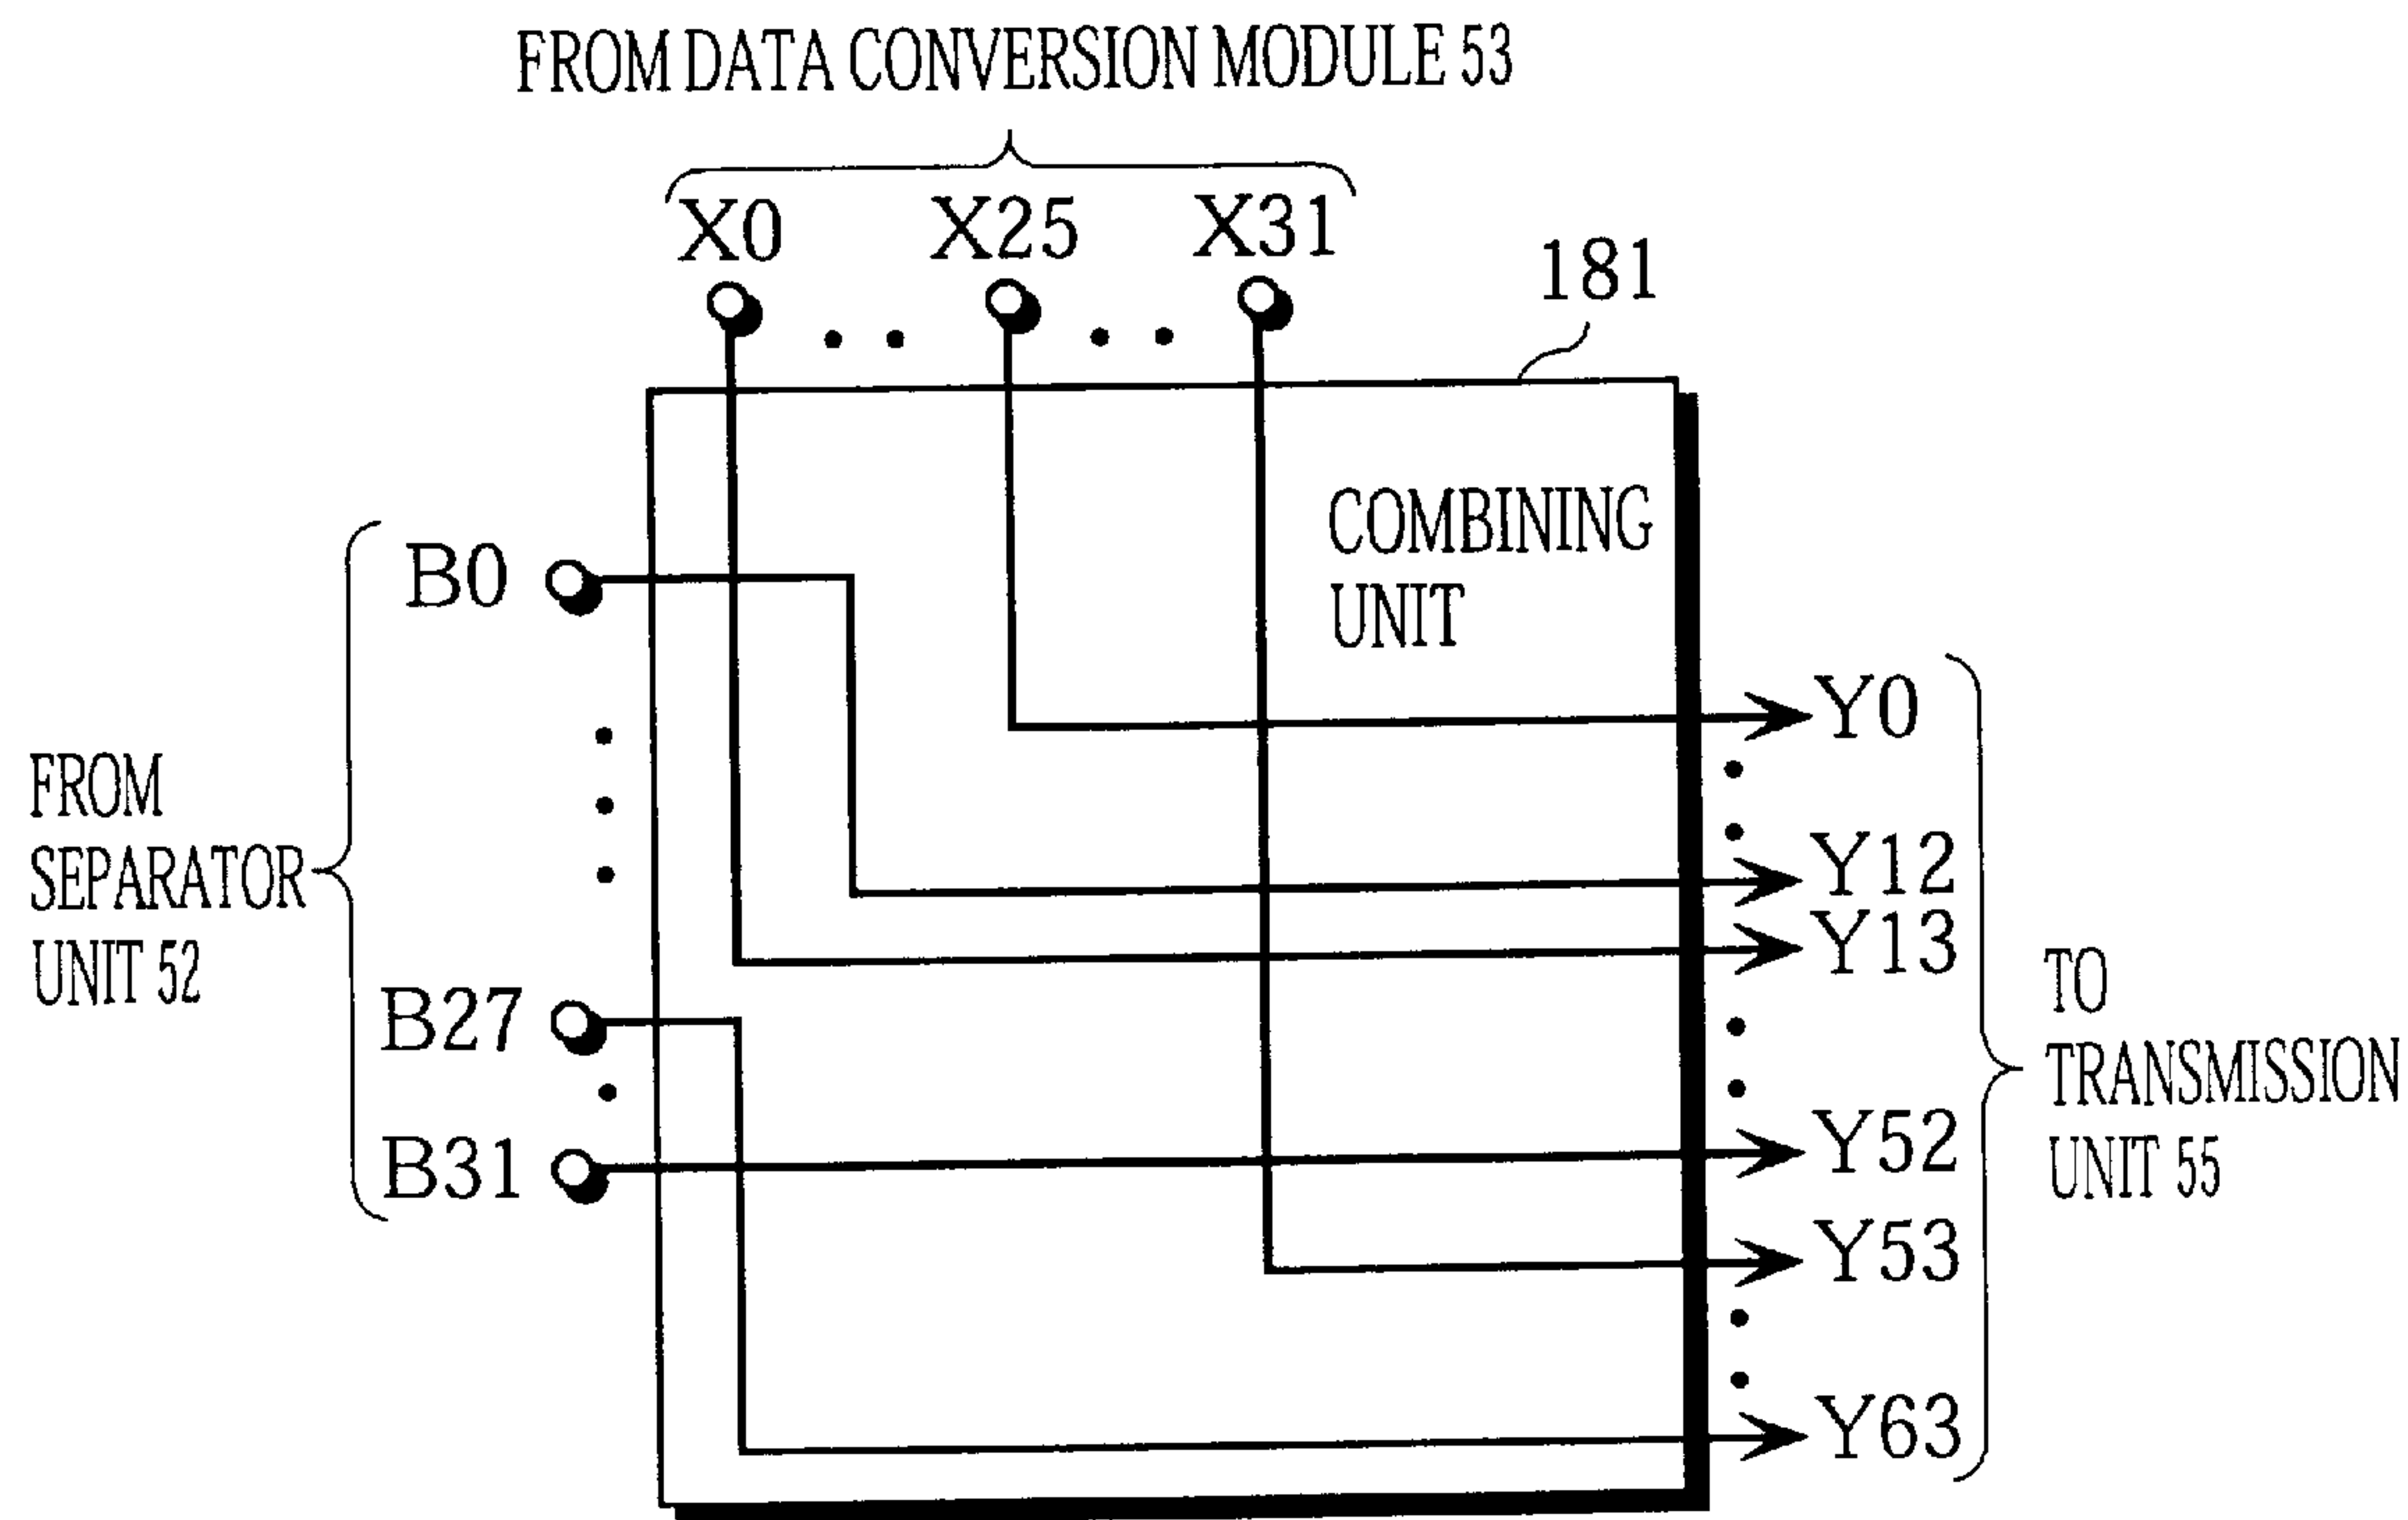 FROM DATA CONVERSION MODULE 53
X0 X25 X31
181
COMBINING
UNIT
B0
FROM
SEPARATOR
UNIT 52
B27
B31
Y0
Y12
Y13
Y52
Y53
Y63
TO
TRANSMISSION
UNIT 55